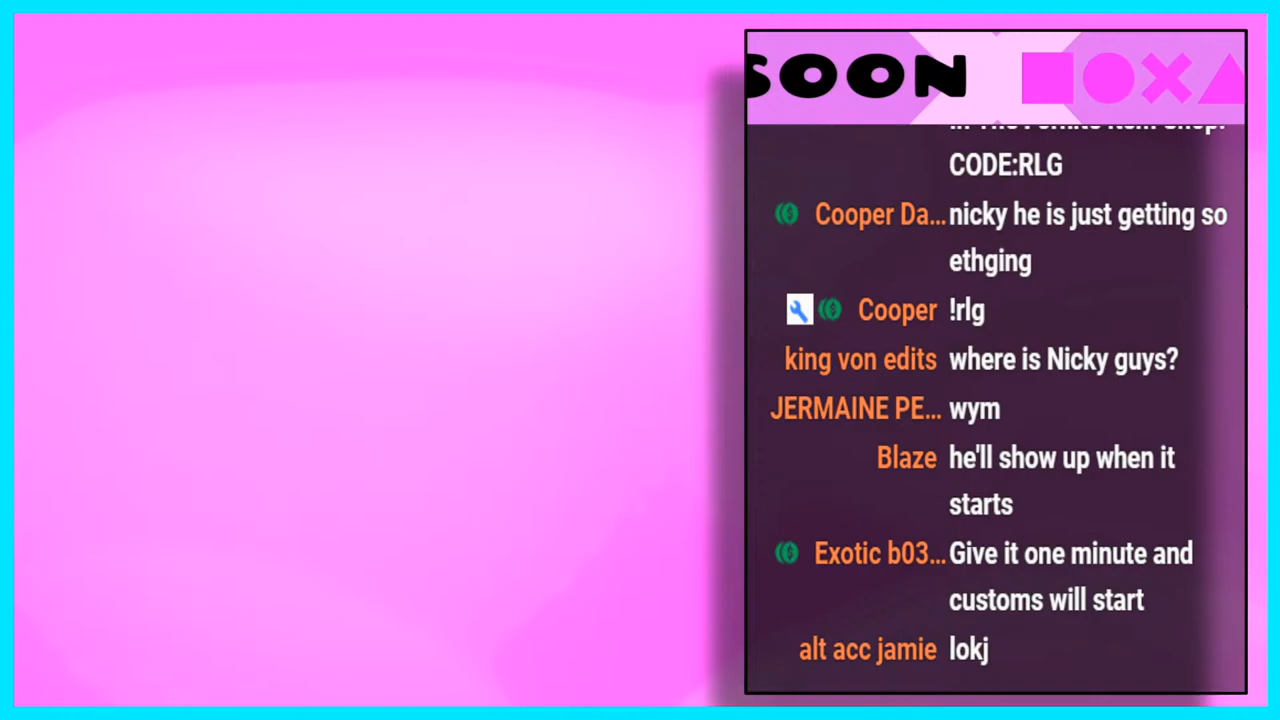 SOON
CODE:RLG
Cooper Da... nicky he is just getting so
ethging
Cooper !rlg
king von edits where is Nicky guys?
JERMAINE PE... wym
Blaze he'll show up when it
starts
Exotic b03... Give it one minute and
customs will start
alt acc jamie lokj